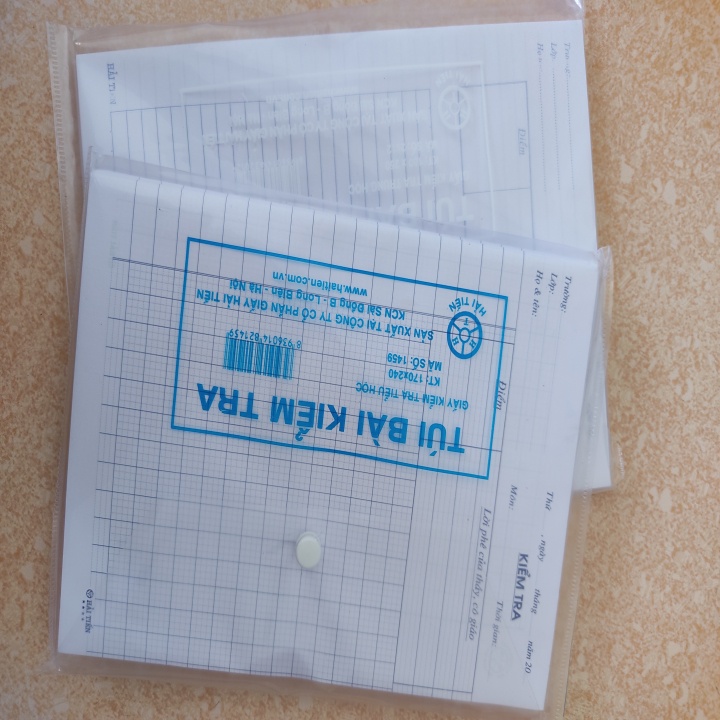 TÚI BÀI KIỂM TRA
GIẤY KIỂM TRA TIỂU HỌC
KT: 170x240
MÃ SỐ: 1459
8 936014 821459
SẢN XUẤT TẠI CÔNG TY CỔ PHẦN GIẤY HẢI TIẾN
KCN Sài Đồng B - Long Biên - Hà Nội
www.haitien.com.vn
HẢI TIẾN
Trường:
Lớp:
Họ & tên:
Điểm
Thứ , ngày tháng năm 20
KIỂM TRA
Môn: Thời gian:
Lời phê của thầy, cô giáo
HẢI TIẾN
Điểm